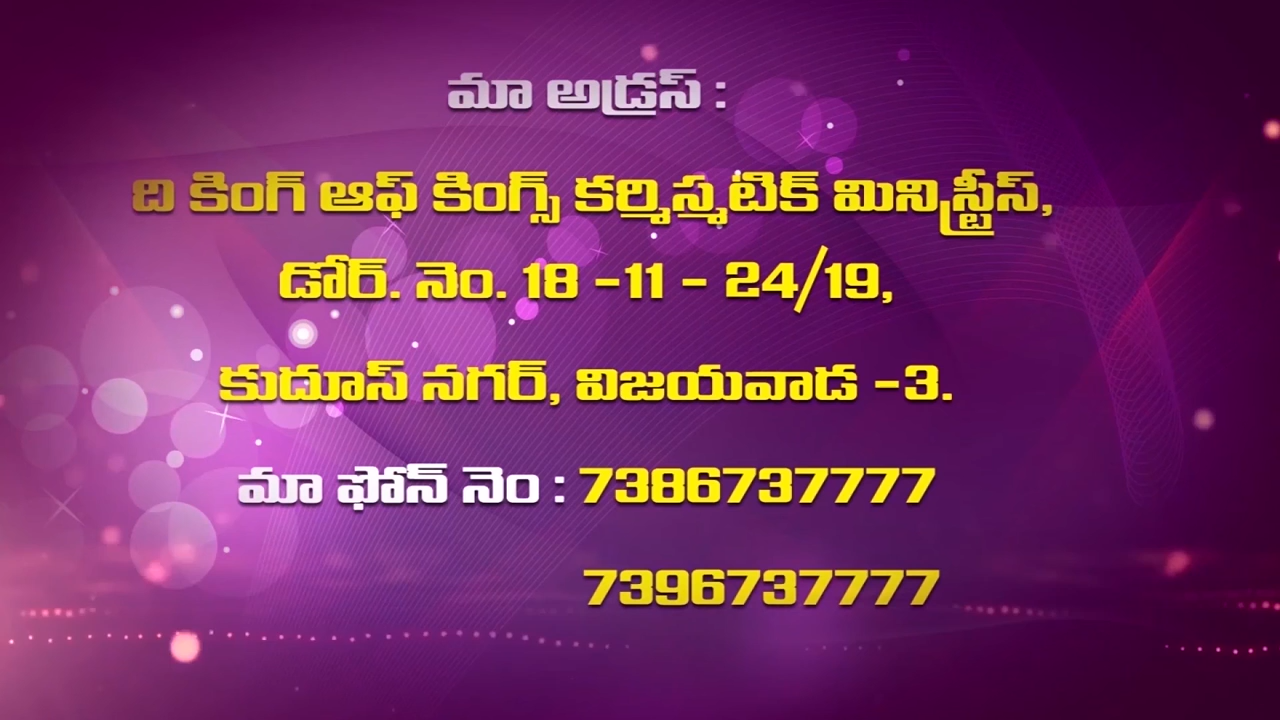 మా అడ్రస్ :
ది కింగ్ ఆఫ్ కింగ్స్ కర్మిస్మటిక్ మినిస్ట్రీస్,
డోర్. నెం. 18 -11 - 24/19,
కుదూస్ నగర్, విజయవాడ -3.
మా ఫోన్ నెం : 7386737777
7396737777